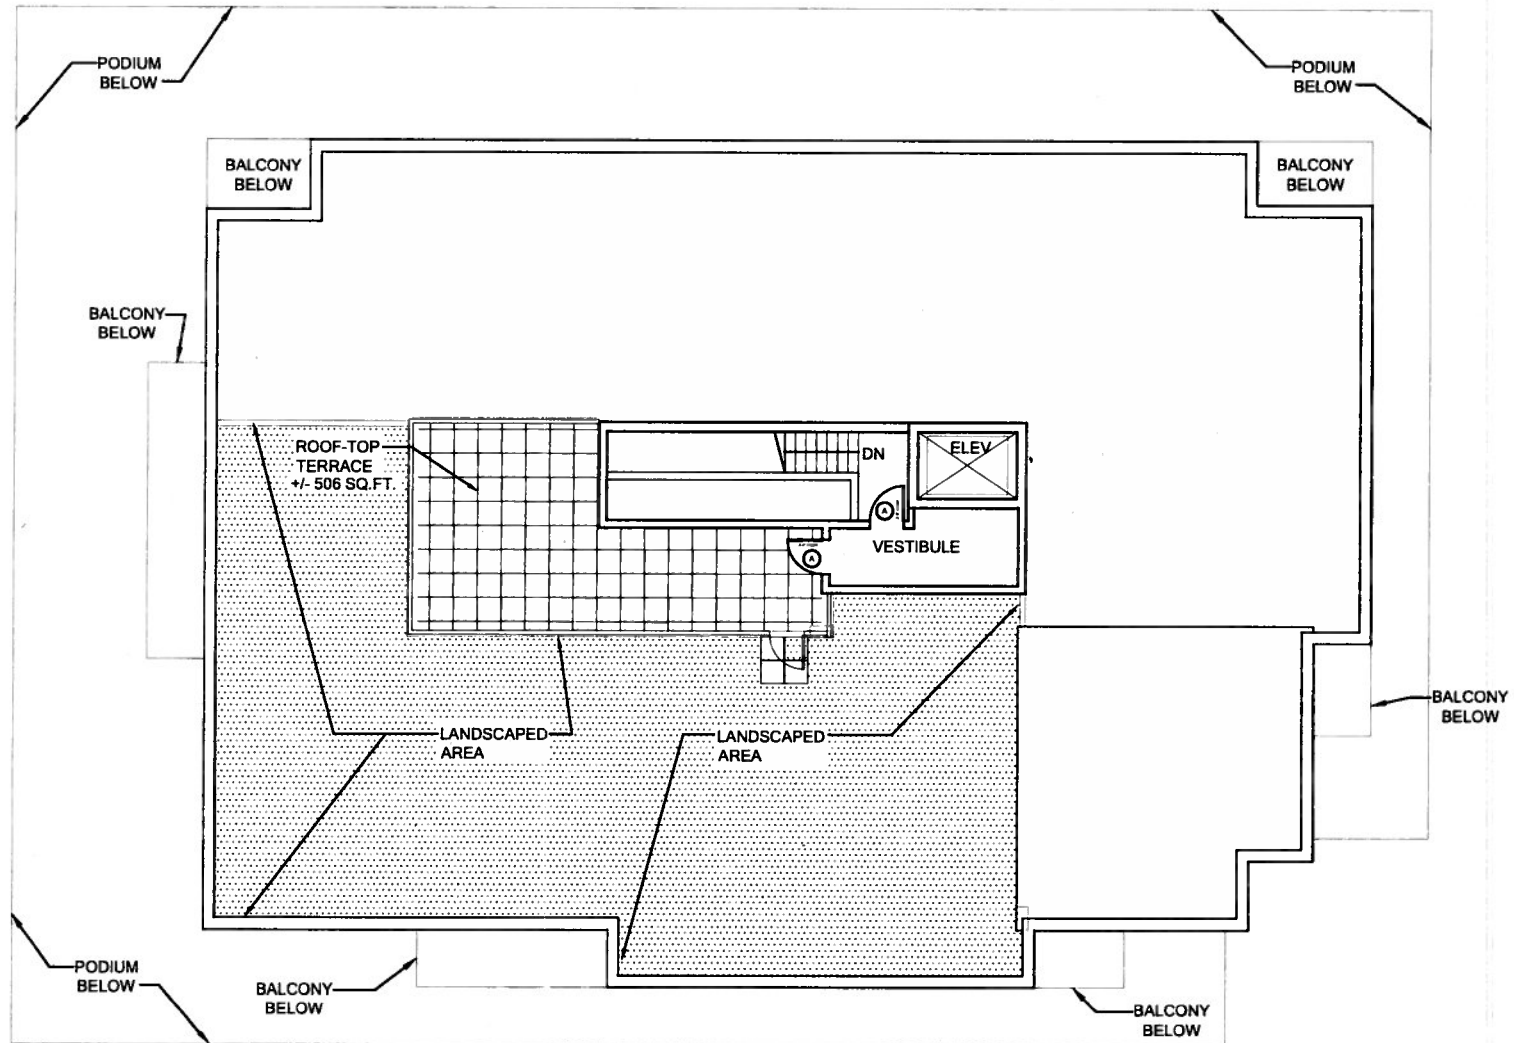 PODIUM
BELOW
PODIUM
BELOW
BALCONY
BELOW
BALCONY
BELOW
BALCONY
BELOW
ROOF-TOP
TERRACE
+/- 506 SQ.FT.
DN
ELEV
A
A
VESTIBULE
LANDSCAPED
AREA
LANDSCAPED
AREA
BALCONY
BELOW
PODIUM
BELOW
BALCONY
BELOW
BALCONY
BELOW